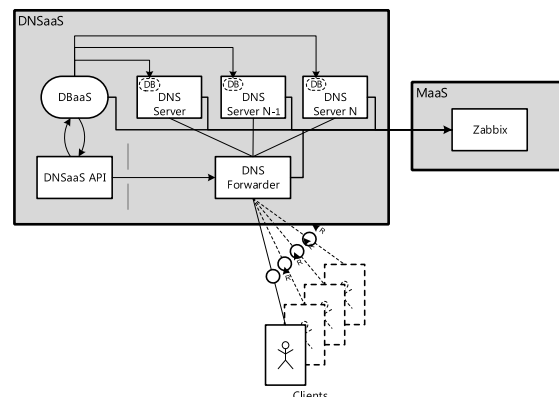 DNSaaS
DB
DB
DB
DBaaS
DNS
Server
DNS
Server N-1
DNS
Server N
MaaS
Zabbix
DNSaaS API
DNS
Forwarder
R
R
R
R
Clients